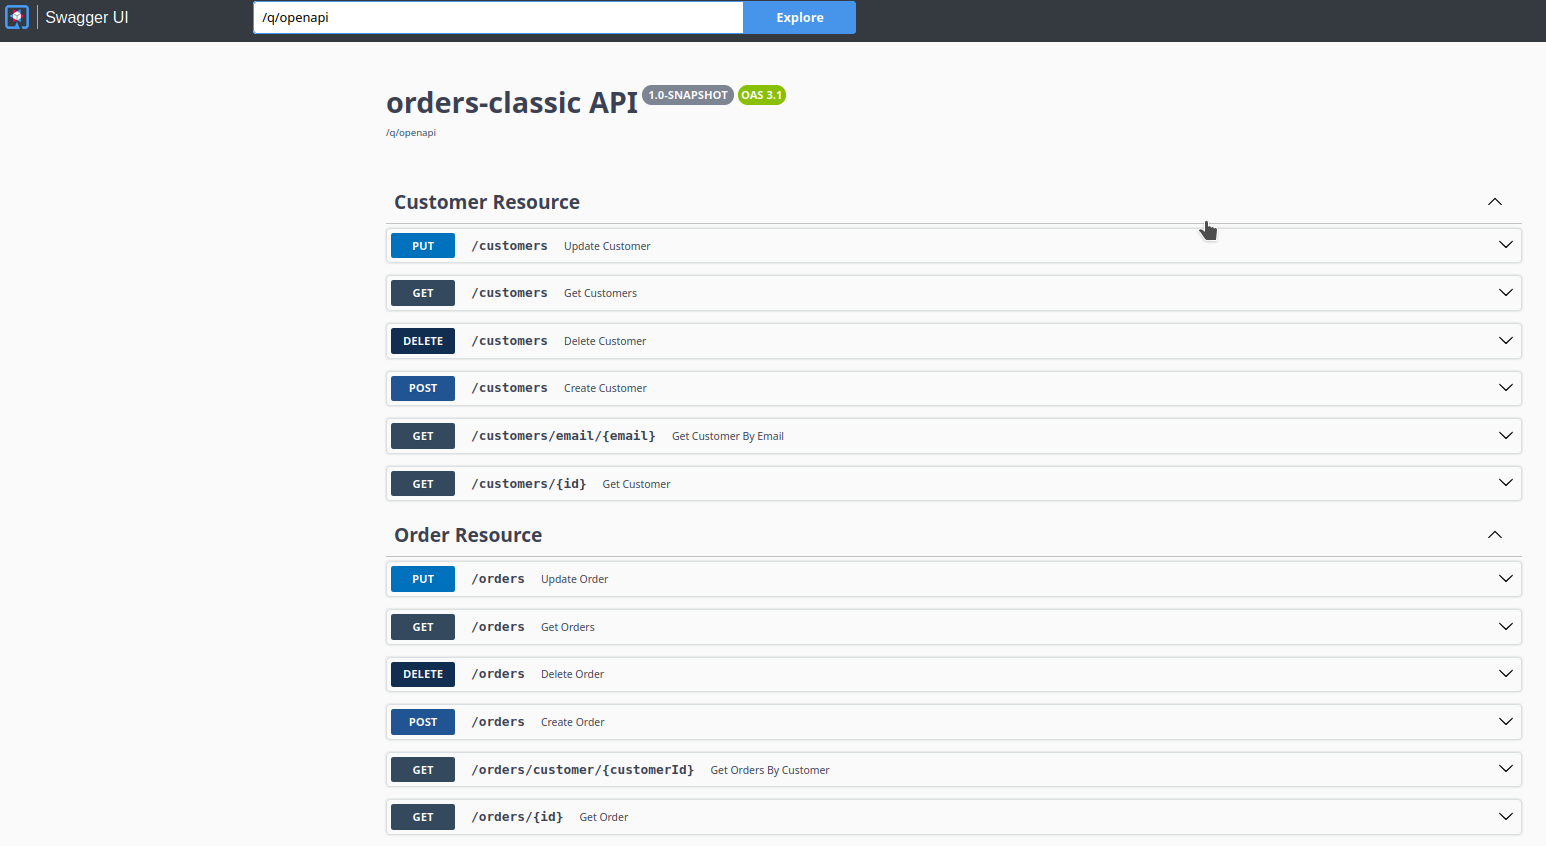 Swagger UI /q/openapi Explore
orders-classic API 1.0-SNAPSHOT OAS 3.1
/q/openapi
Customer Resource
PUT /customers Update Customer
GET /customers Get Customers
DELETE /customers Delete Customer
POST /customers Create Customer
GET /customers/email/{email} Get Customer By Email
GET /customers/{id} Get Customer
Order Resource
PUT /orders Update Order
GET /orders Get Orders
DELETE /orders Delete Order
POST /orders Create Order
GET /orders/customer/{customerId} Get Orders By Customer
GET /orders/{id} Get Order